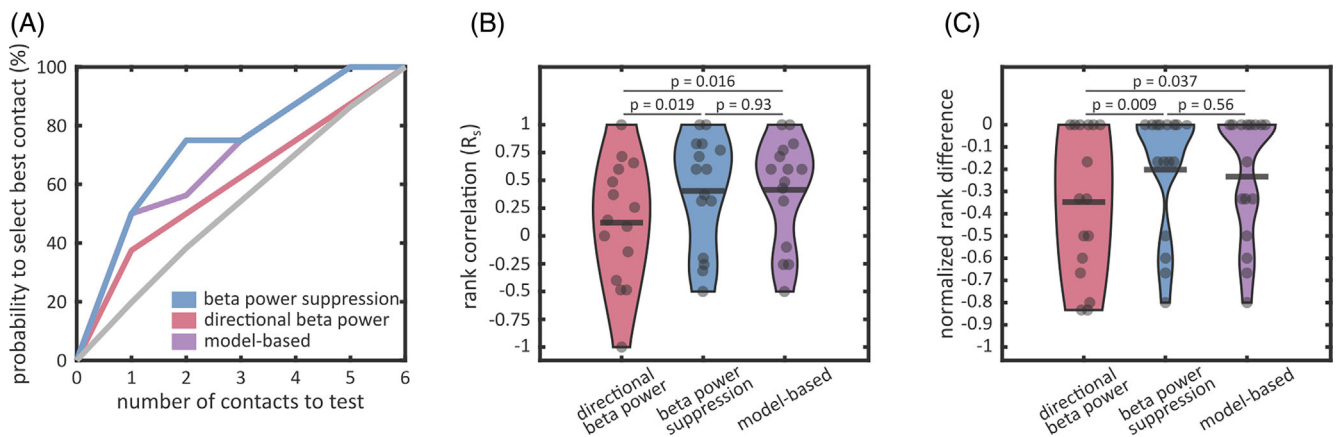 (A)
probability to select best contact (%)
100
80
60
40
20
0
0 1 2 3 4 5 6
number of contacts to test
beta power suppression
directional beta power
model-based
(B)
rank correlation (Rs)
p = 0.016
p = 0.019 p = 0.93
1
0.75
0.5
0.25
0
-0.25
-0.5
-0.75
-1
directional
beta power
beta power
suppression
model-based
(C)
normalized rank difference
p = 0.037
p = 0.009 p = 0.56
0
-0.1
-0.2
-0.3
-0.4
-0.5
-0.6
-0.7
-0.8
-0.9
-1
directional
beta power
beta power
suppression
model-based